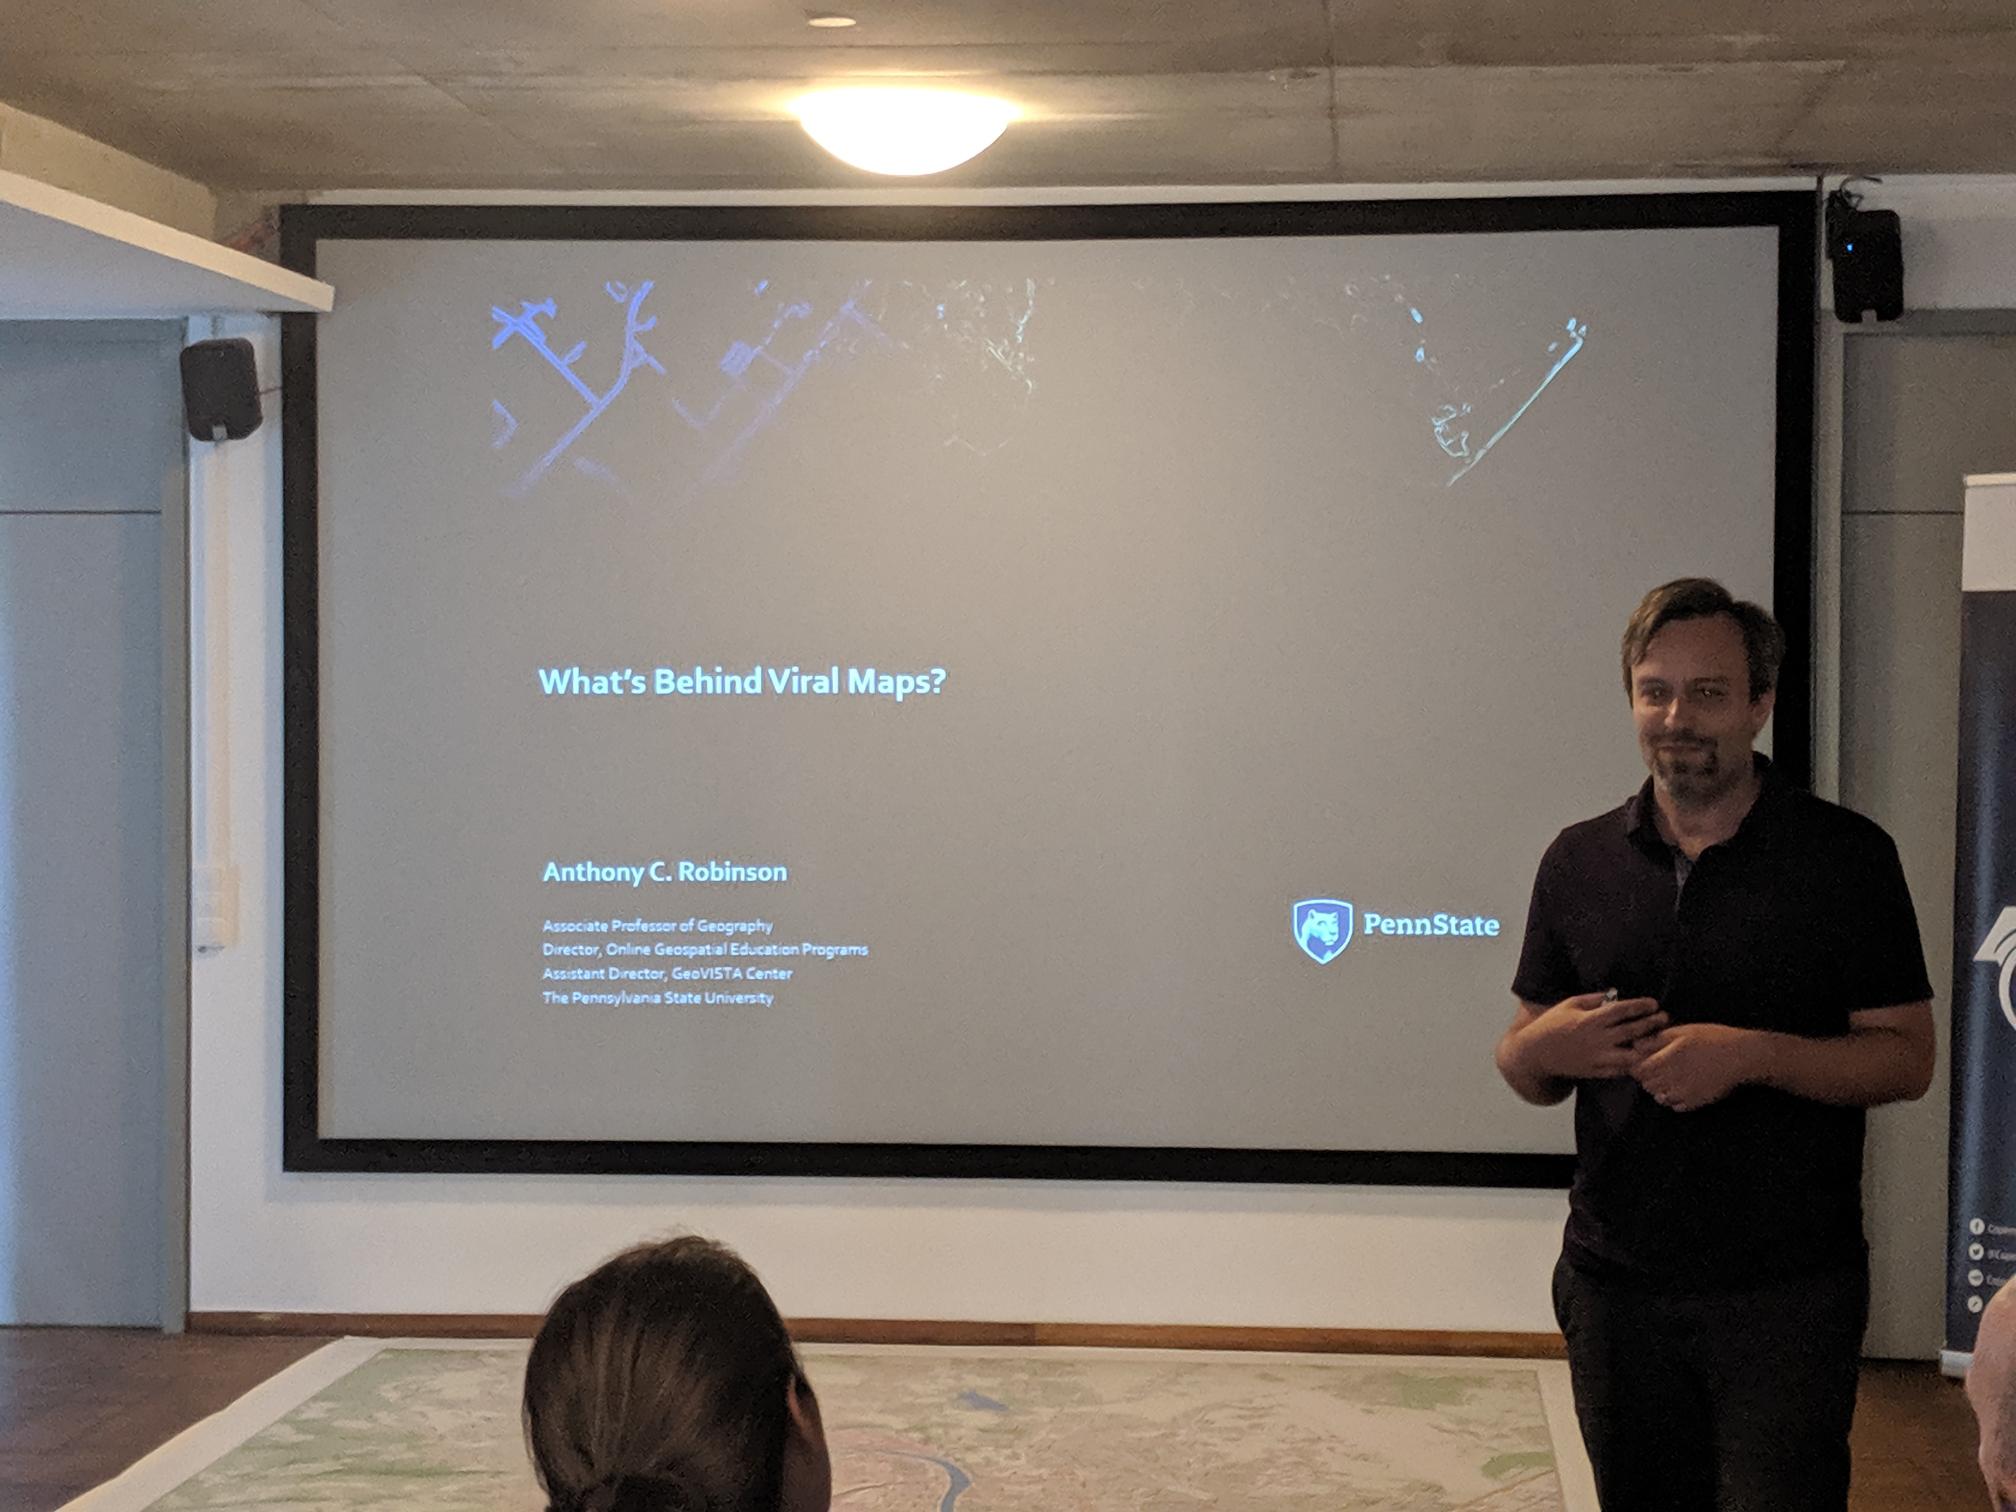 What's Behind Viral Maps?
Anthony C. Robinson
Associate Professor of Geography
Director, Online Geospatial Education Programs
Assistant Director, GeoVISTA Center
The Pennsylvania State University
PennState